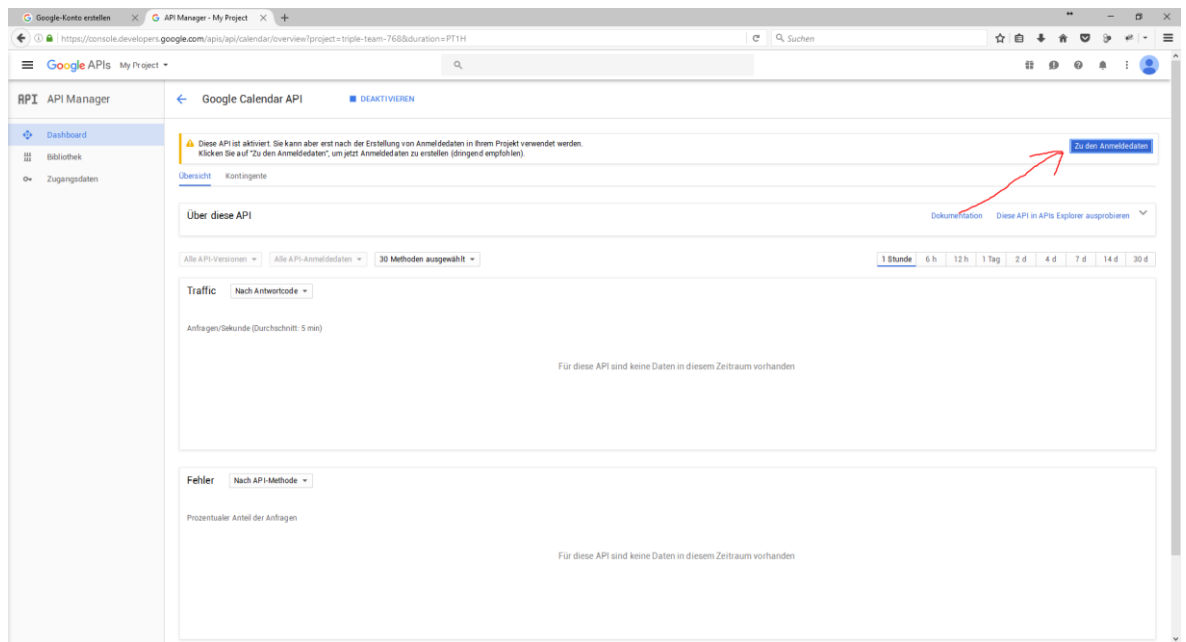 Google-Konto erstellen
API Manager - My Project
https://console.developers.google.com/apis/api/calendar/overview?project=triple-team-768&duration=PT1H
Suchen
Google APIs My Project
API API Manager
Google Calendar API
DEAKTIVIEREN
Dashboard
Bibliothek
Zugangsdaten
Diese API ist aktiviert. Sie kann aber erst nach der Erstellung von Anmeldedaten in Ihrem Projekt verwendet werden.
Klicken Sie auf "Zu den Anmeldedaten", um jetzt Anmeldedaten zu erstellen (dringend empfohlen).
Zu den Anmeldedaten
Übersicht Kontingente
Über diese API
Dokumentation Diese API in APIs Explorer ausprobieren
Alle API-Versionen Alle API-Anmeldedaten 30 Methoden ausgewählt
1 Stunde 6 h 12 h 1 Tag 2 d 4 d 7 d 14 d 30 d
Traffic Nach Antwortcode
Anfragen/Sekunde (Durchschnitt: 5 min)
Für diese API sind keine Daten in diesem Zeitraum vorhanden
Fehler Nach API-Methode
Prozentualer Anteil der Anfragen
Für diese API sind keine Daten in diesem Zeitraum vorhanden